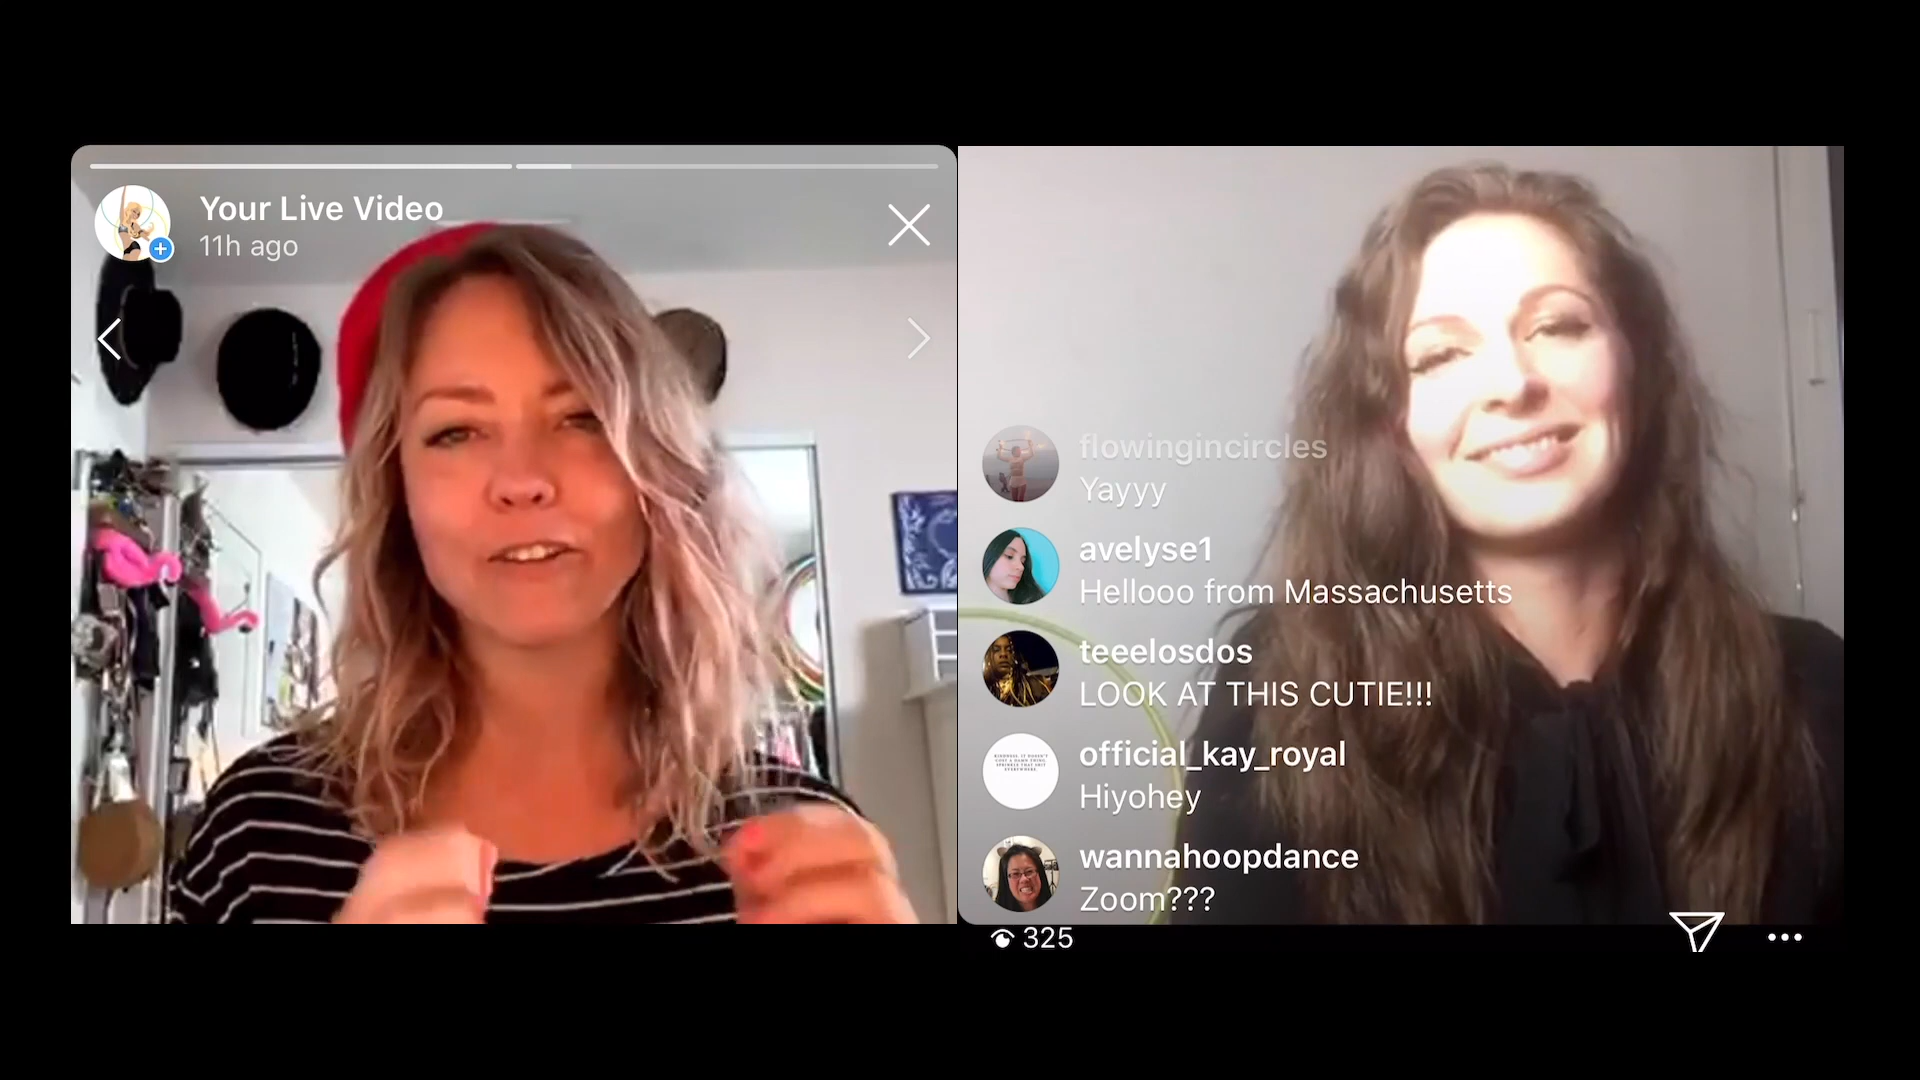 Your Live Video
11h ago
flowingincircles
Yayyy
avelyse1
Hellooo from Massachusetts
teeelosdos
LOOK AT THIS CUTIE!!!
official_kay_royal
Hiyohey
wannahoopdance
Zoom???
325